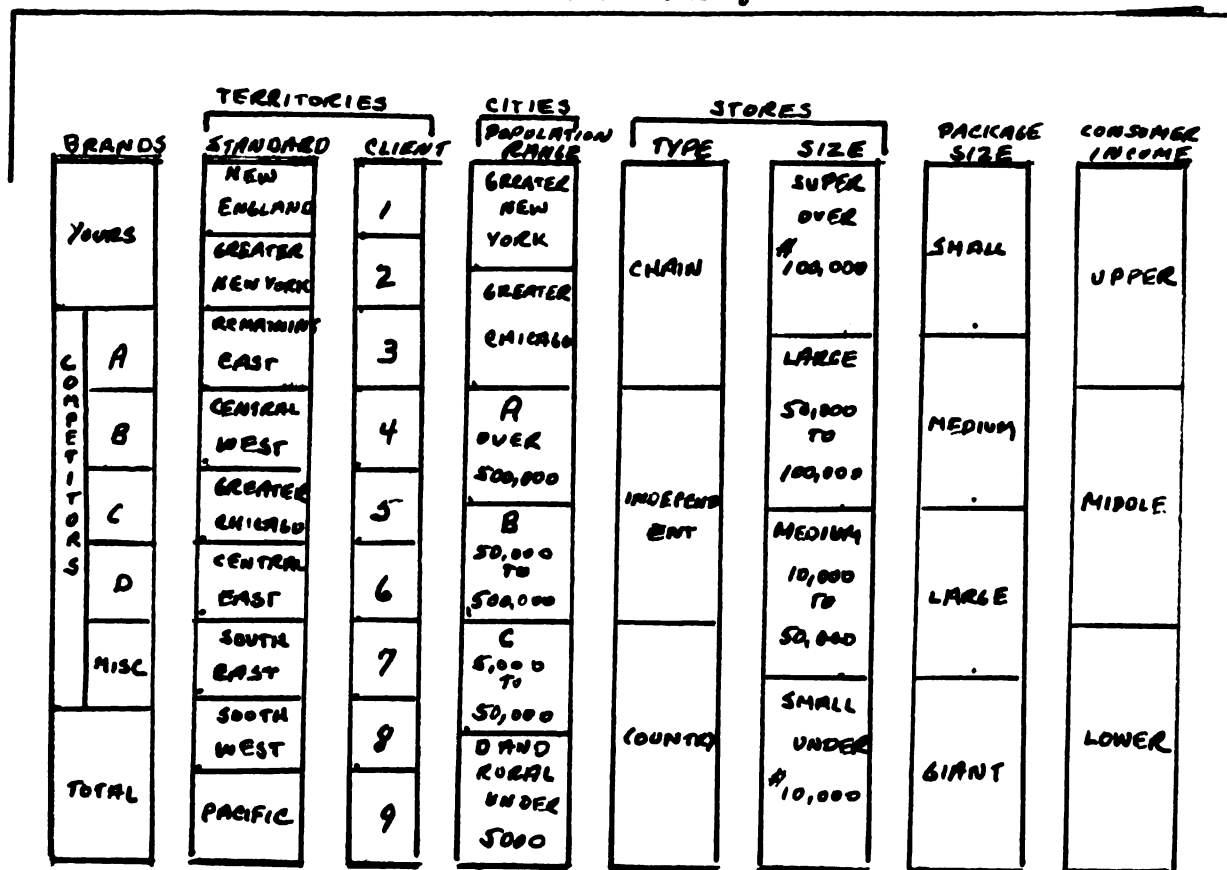 TERRITORIES
CITIES
STORES
BRANDS
STANDARD
CLIENT
POPULATION
RANGE
TYPE
SIZE
PACKAGE
SIZE
CONSUMER
INCOME
YOURS
COMPETITORS
A
B
C
D
MISC
TOTAL
NEW
ENGLAND
GREATER
NEW YORK
REMAINING
EAST
CENTRAL
WEST
GREATER
CHICAGO
CENTRAL
EAST
SOUTH
EAST
SOUTH
WEST
PACIFIC
1
2
3
4
5
6
7
8
9
GREATER
NEW
YORK
GREATER
CHICAGO
A
OVER
500,000
B
50,000
TO
500,000
C
5,000
TO
50,000
D AND
RURAL
UNDER
5000
CHAIN
INDEPEND
ENT
COUNTRY
SUPER
OVER
$
100,000
LARGE
50,000
TO
100,000
MEDIUM
10,000
TO
50,000
SMALL
UNDER
$10,000
SMALL
MEDIUM
LARGE
GIANT
UPPER
MIDDLE
LOWER